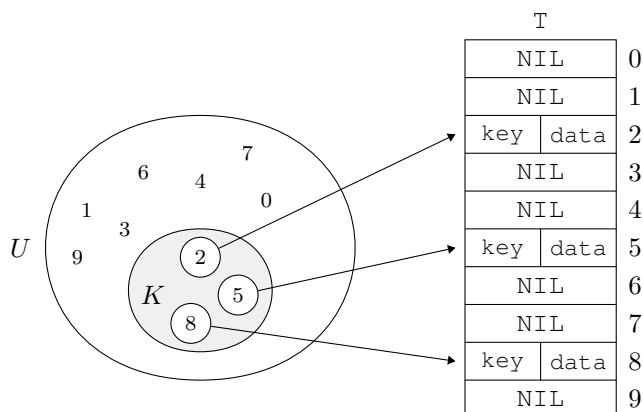 T
NIL 0
NIL 1
key data 2
NIL 3
NIL 4
key data 5
NIL 6
NIL 7
key data 8
NIL 9
U
7
6
4
0
1
3
9
K
2
5
8